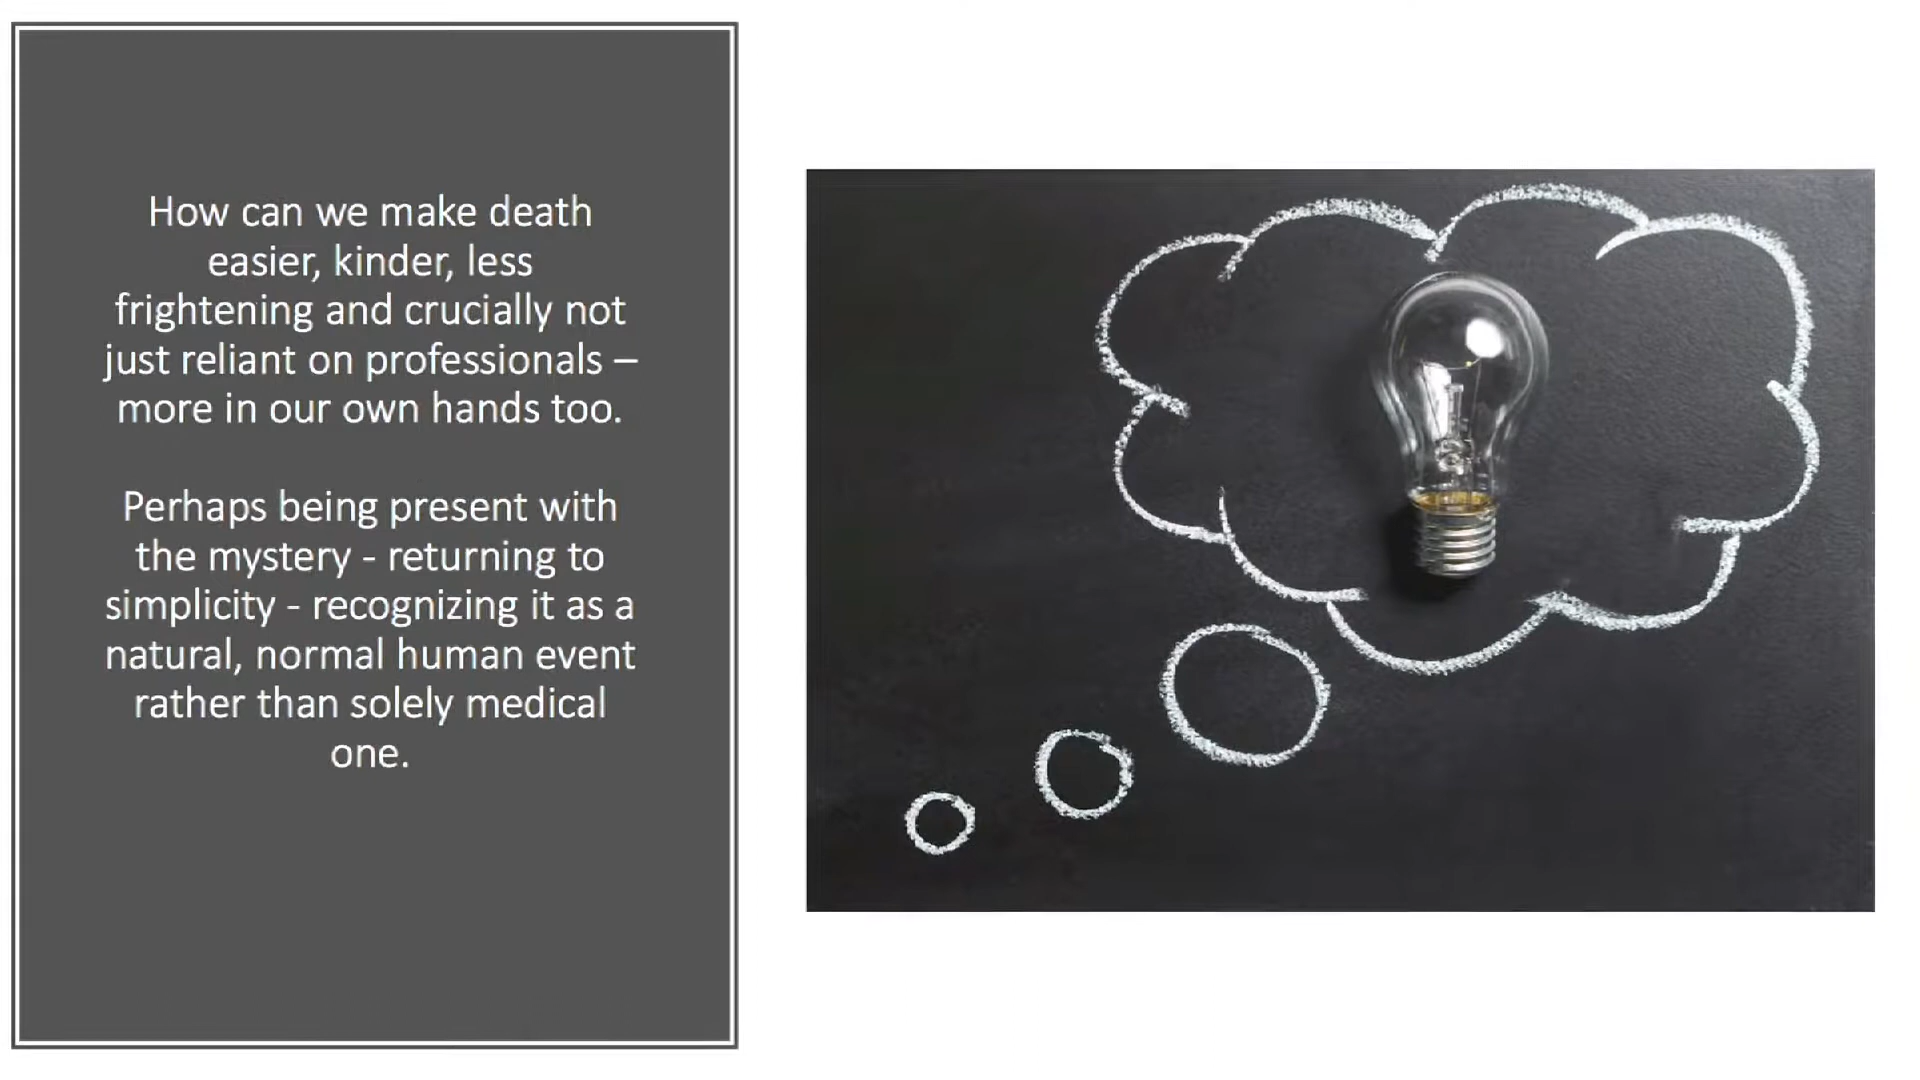 How can we make death
easier, kinder, less
frightening and crucially not
just reliant on professionals –
more in our own hands too.
Perhaps being present with
the mystery - returning to
simplicity - recognizing it as a
natural, normal human event
rather than solely medical
one.